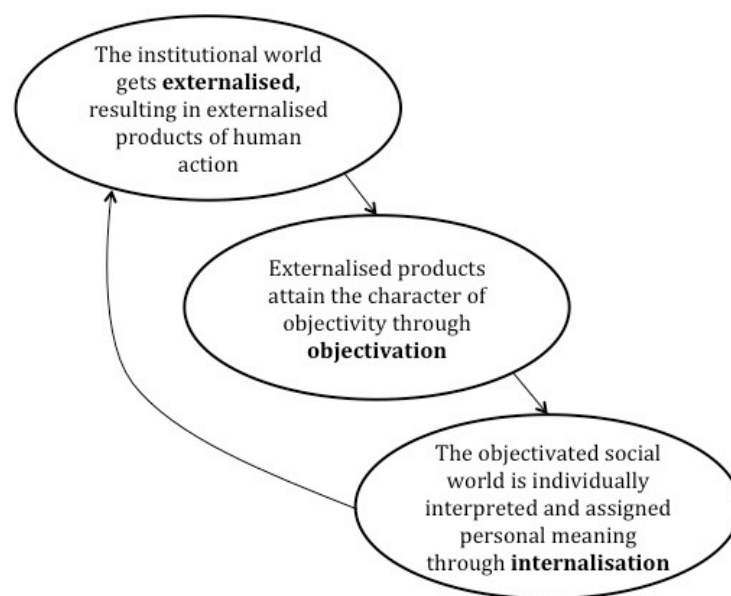 The institutional world
gets externalised,
resulting in externalised
products of human
action
Externalised products
attain the character of
objectivity through
objectivation
The objectivated social
world is individually
interpreted and assigned
personal meaning
through internalisation